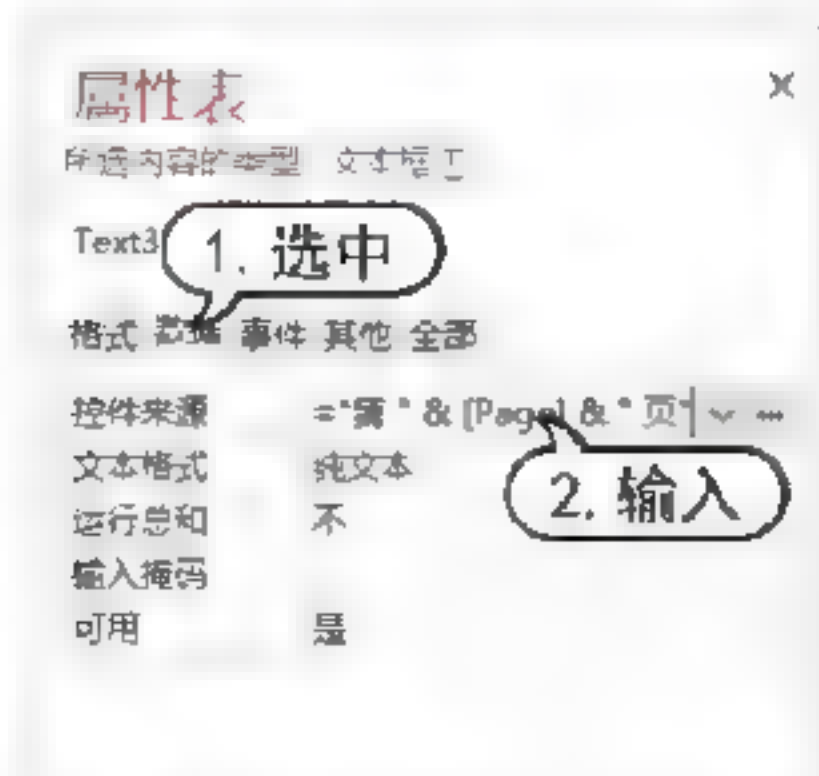 属性表
所选内容的类型 文本框(T)
Text3
1. 选中
格式 数据 事件 其他 全部
控件来源 ="第 " & [Page] & " 页"
文本格式 纯文本
2. 输入
运行总和 不
输入掩码
可用 是